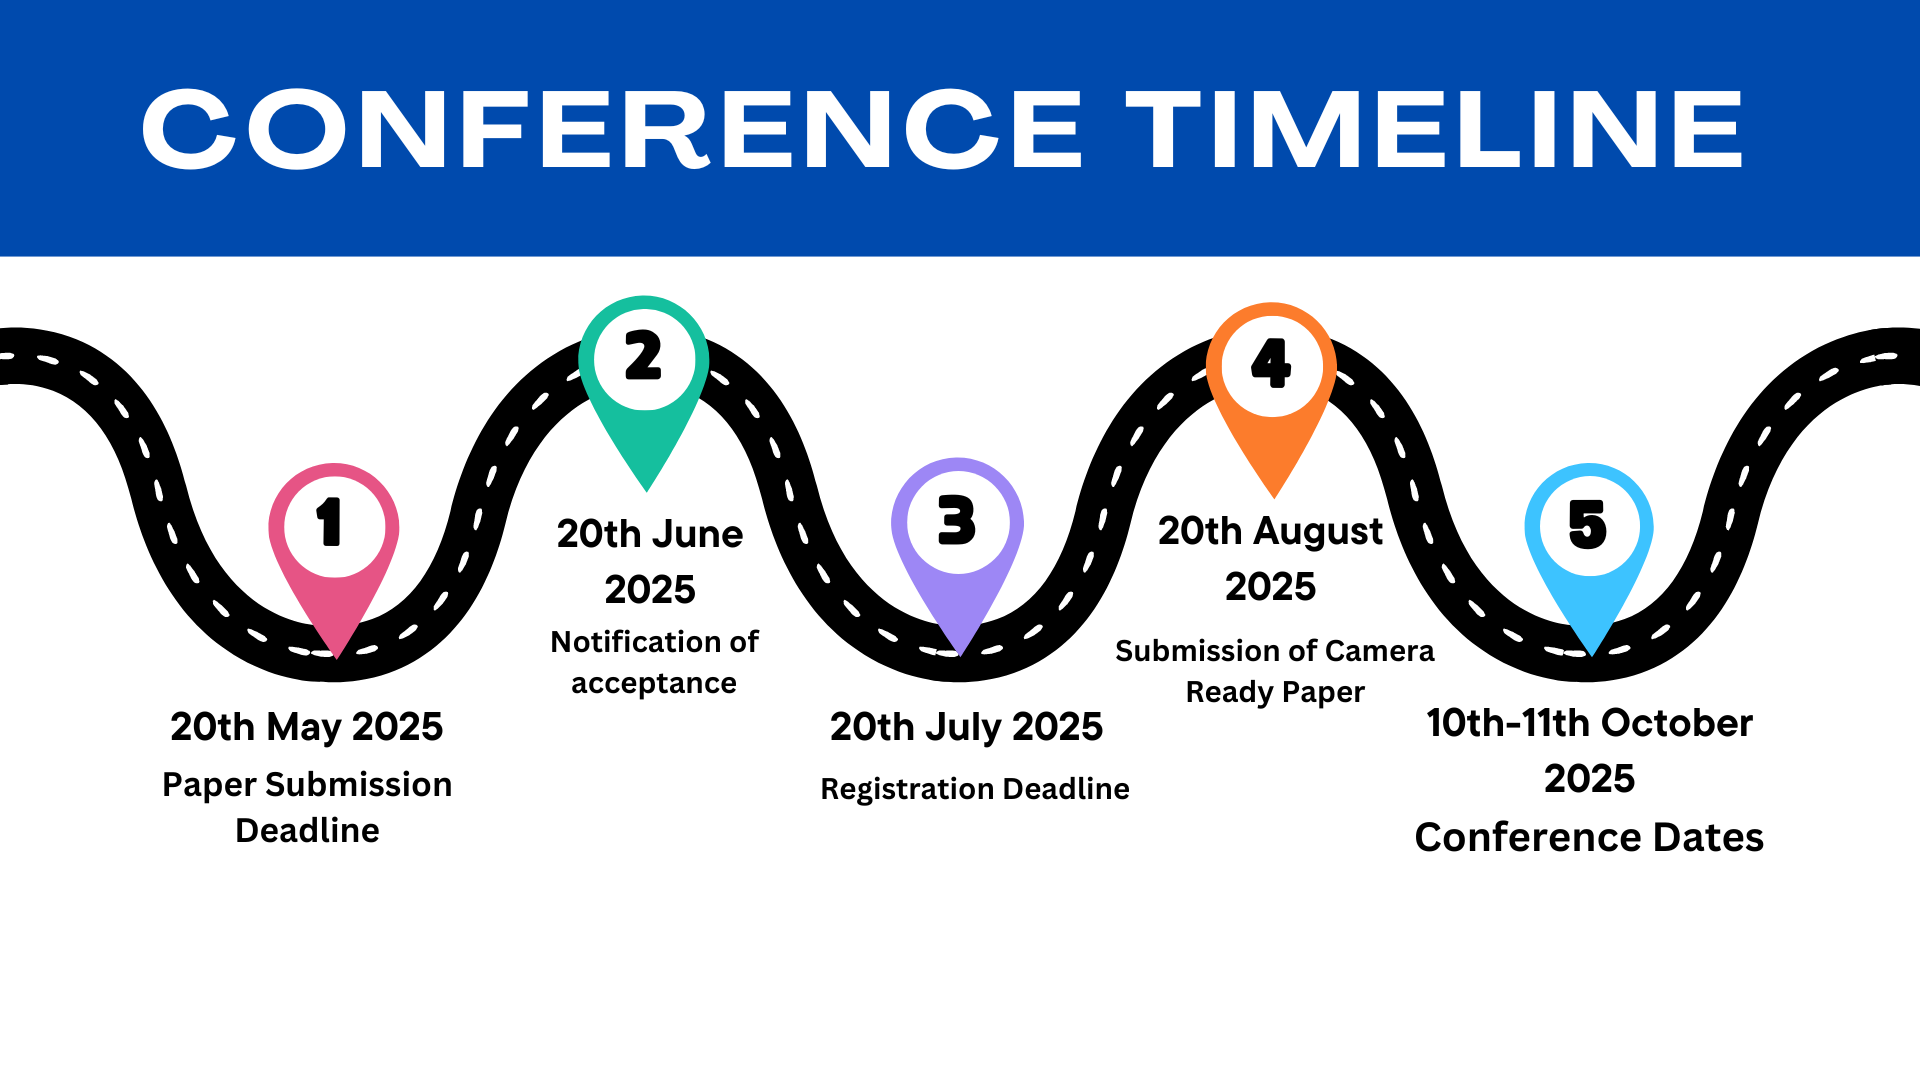 CONFERENCE TIMELINE
1
20th May 2025
Paper Submission
Deadline
2
20th June
2025
Notification of
acceptance
3
20th July 2025
Registration Deadline
4
20th August
2025
Submission of Camera
Ready Paper
5
10th-11th October
2025
Conference Dates